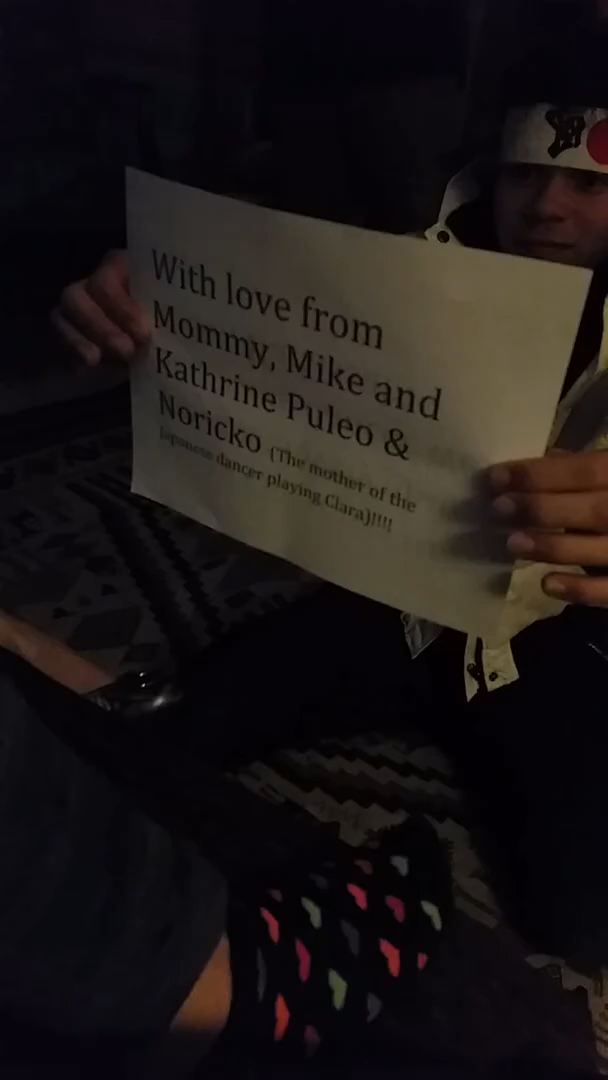 With love from
Mommy, Mike and
Kathrine Puleo &
Noricko (The mother of the
Japanese dancer playing Clara)!!!!